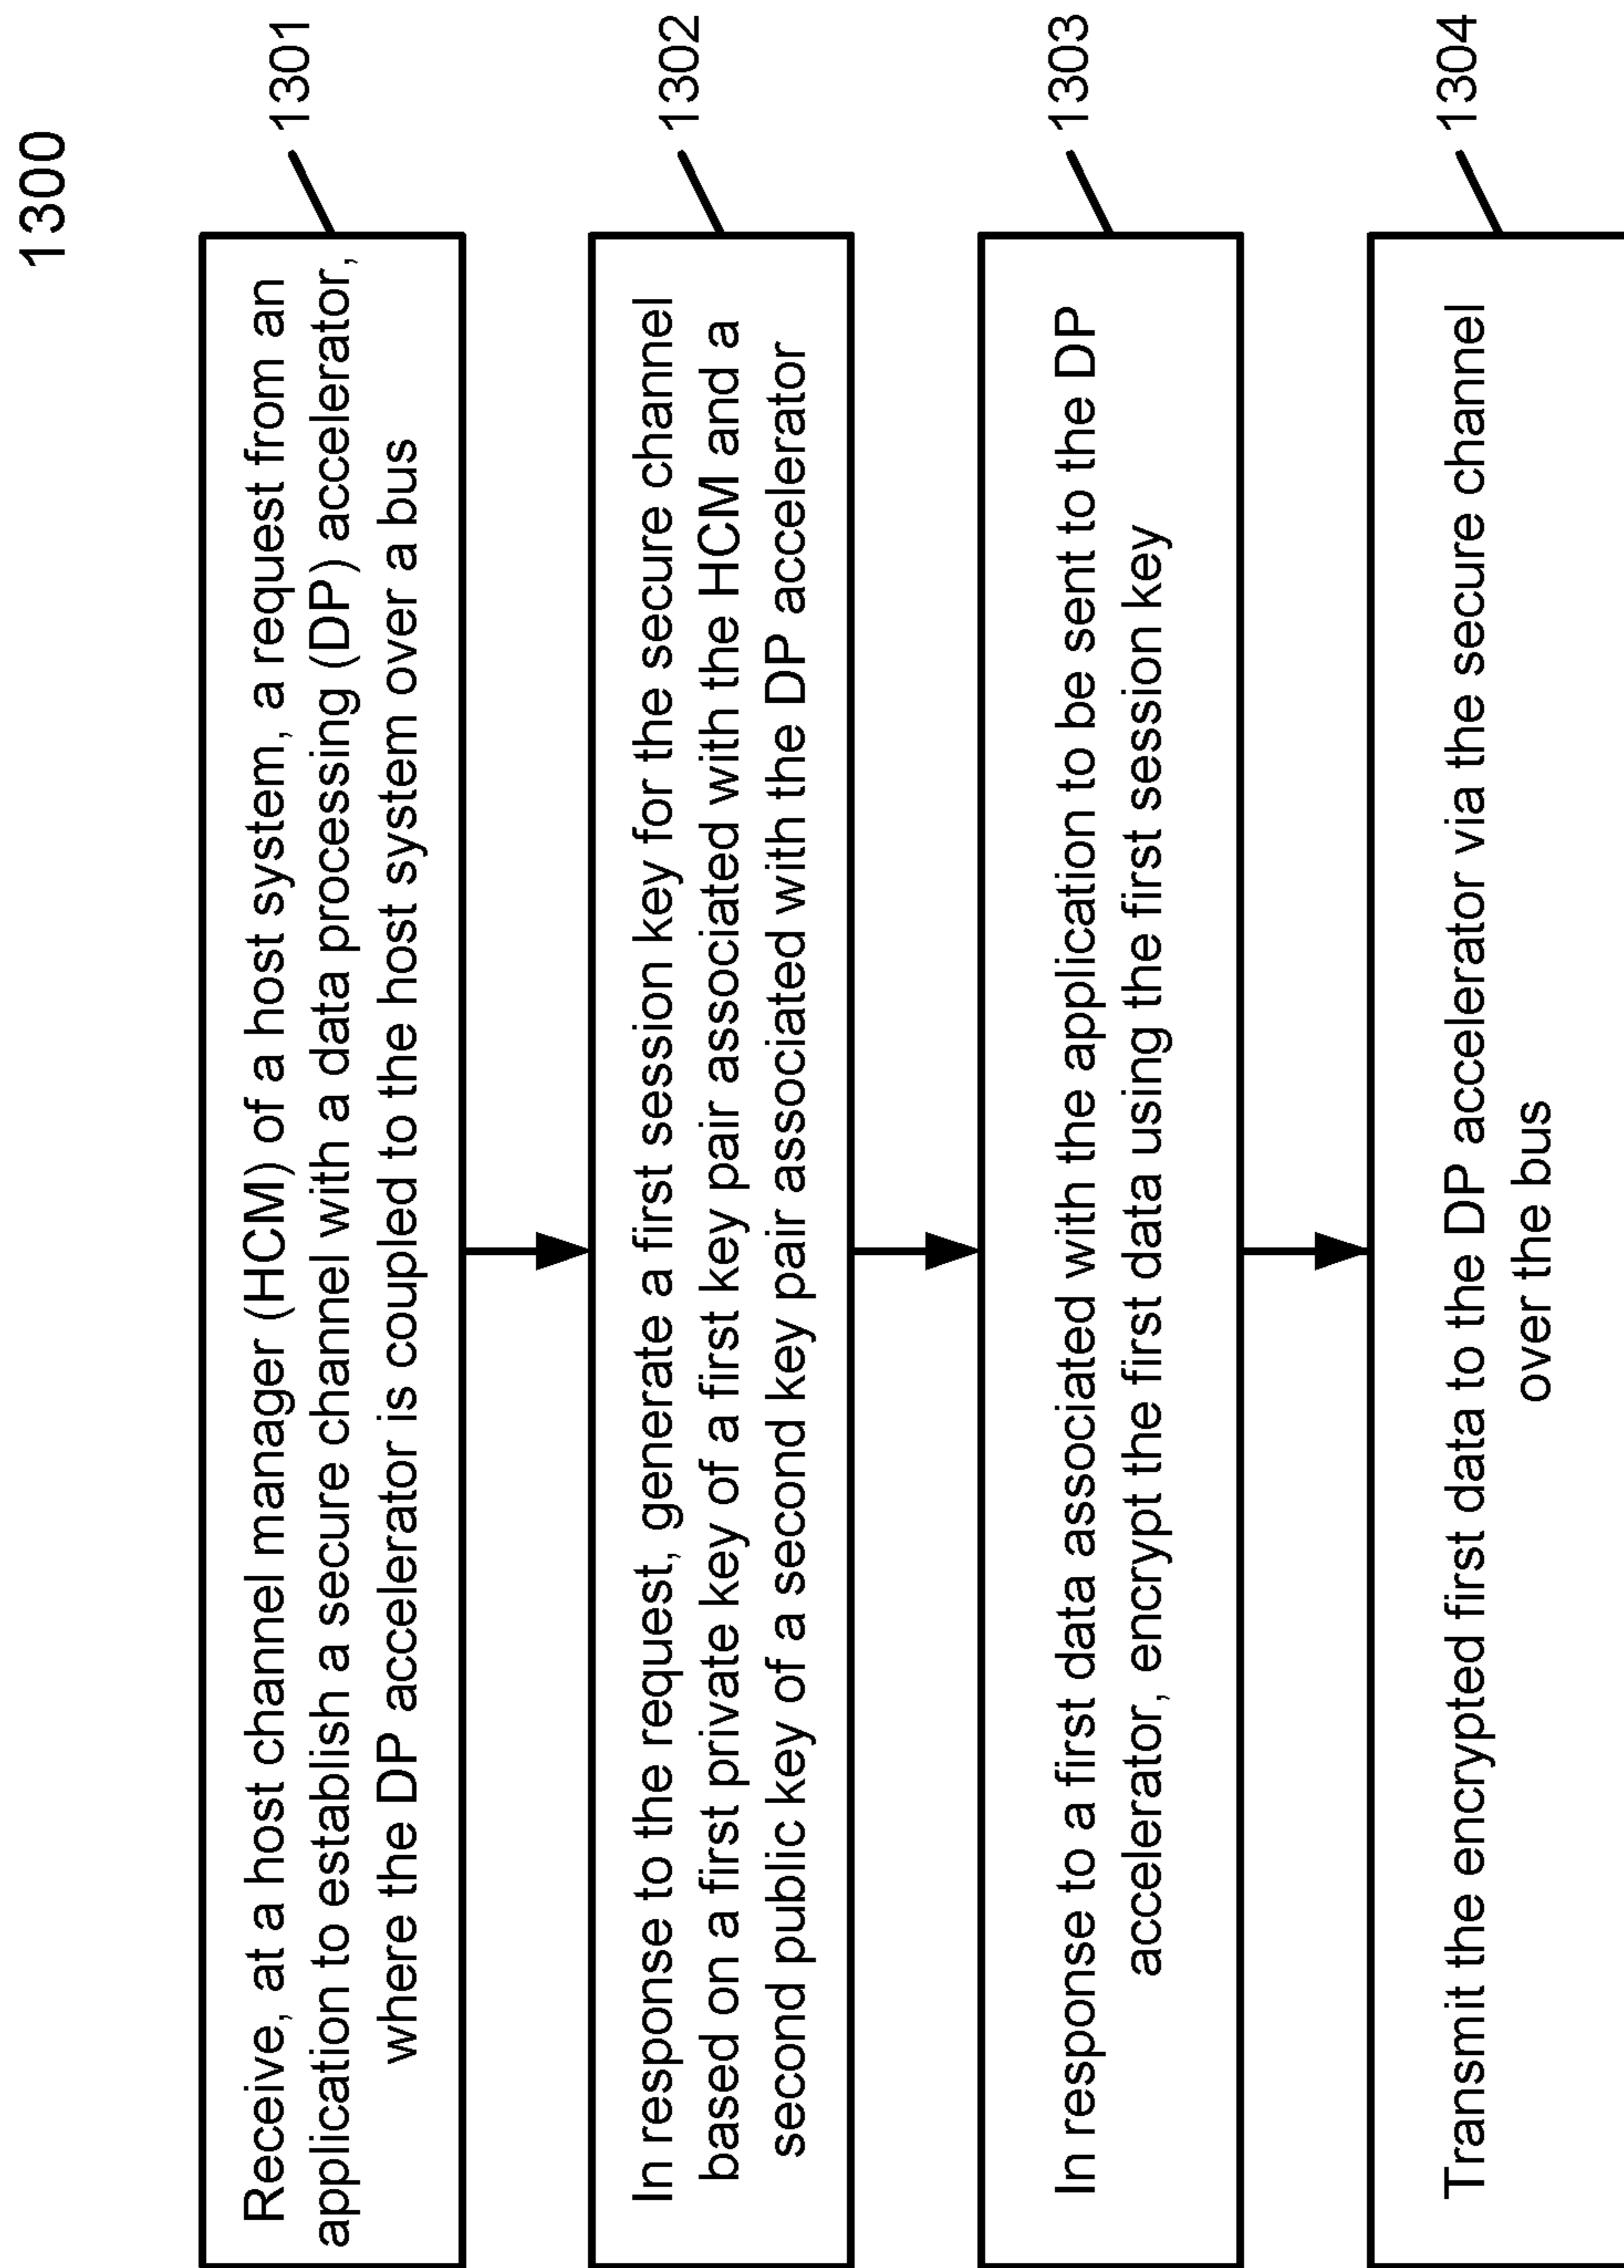 1300
Receive, at a host channel manager (HCM) of a host system, a request from an
application to establish a secure channel with a data processing (DP) accelerator,
where the DP accelerator is coupled to the host system over a bus
1301
In response to the request, generate a first session key for the secure channel
based on a first private key of a first key pair associated with the HCM and a
second public key of a second key pair associated with the DP accelerator
1302
In response to a first data associated with the application to be sent to the DP
accelerator, encrypt the first data using the first session key
1303
Transmit the encrypted first data to the DP accelerator via the secure channel
over the bus
1304